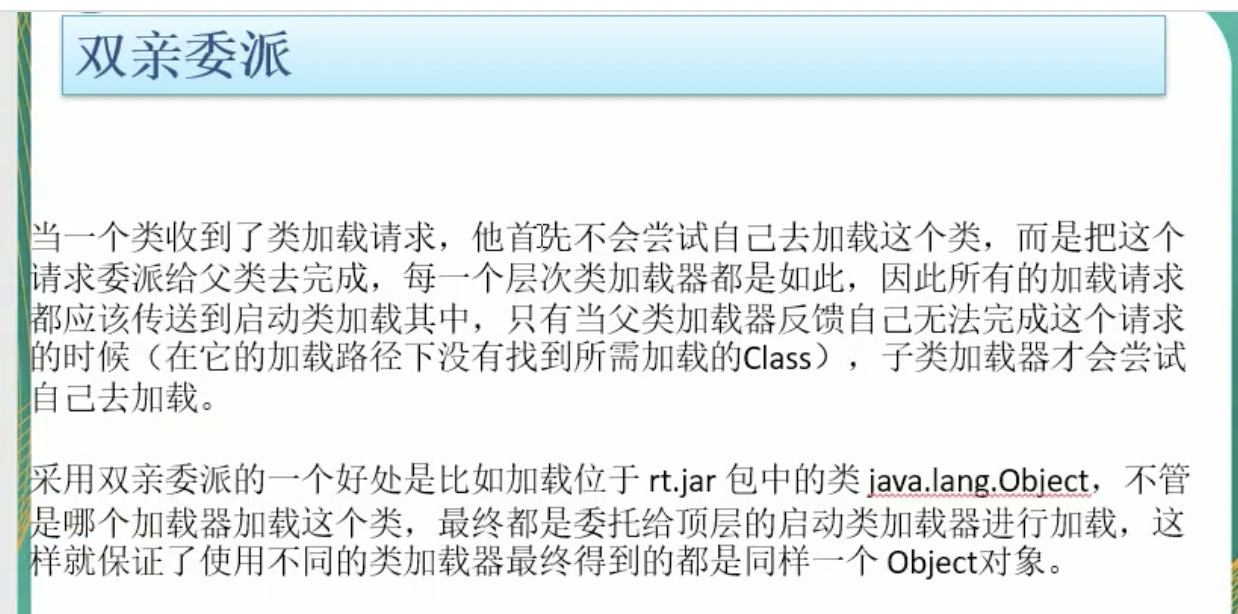 双亲委派
当一个类收到了类加载请求，他首先不会尝试自己去加载这个类，而是把这个
请求委派给父类去完成，每一个层次类加载器都是如此，因此所有的加载请求
都应该传送到启动类加载其中，只有当父类加载器反馈自己无法完成这个请求
的时候（在它的加载路径下没有找到所需加载的Class），子类加载器才会尝试
自己去加载。
采用双亲委派的一个好处是比如加载位于 rt.jar 包中的类 java.lang.Object，不管
是哪个加载器加载这个类，最终都是委托给顶层的启动类加载器进行加载，这
样就保证了使用不同的类加载器最终得到的都是同样一个 Object对象。